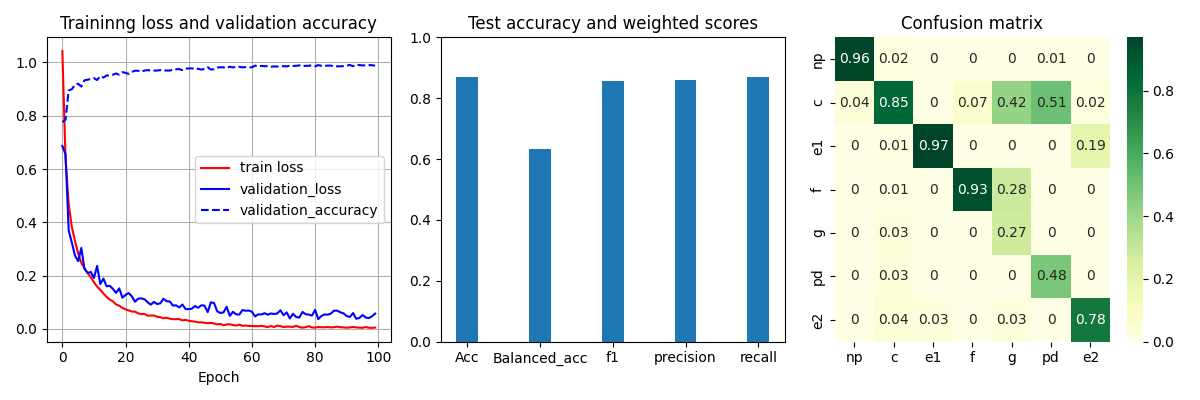 Traininng loss and validation accuracy
1.0
0.8
0.6
0.4
0.2
0.0
0 20 40 60 80 100
Epoch
train loss
validation_loss
validation_accuracy
Test accuracy and weighted scores
1.0
0.8
0.6
0.4
0.2
0.0
Acc Balanced_acc f1 precision recall
Confusion matrix
np 0.96 0.02 0 0 0 0.01 0
c 0.04 0.85 0 0.07 0.42 0.51 0.02
e1 0 0.01 0.97 0 0 0 0.19
f 0 0.01 0 0.93 0.28 0 0
g 0 0.03 0 0 0.27 0 0
pd 0 0.03 0 0 0 0.48 0
e2 0 0.04 0.03 0 0.03 0 0.78
np c e1 f g pd e2
0.8
0.6
0.4
0.2
0.0